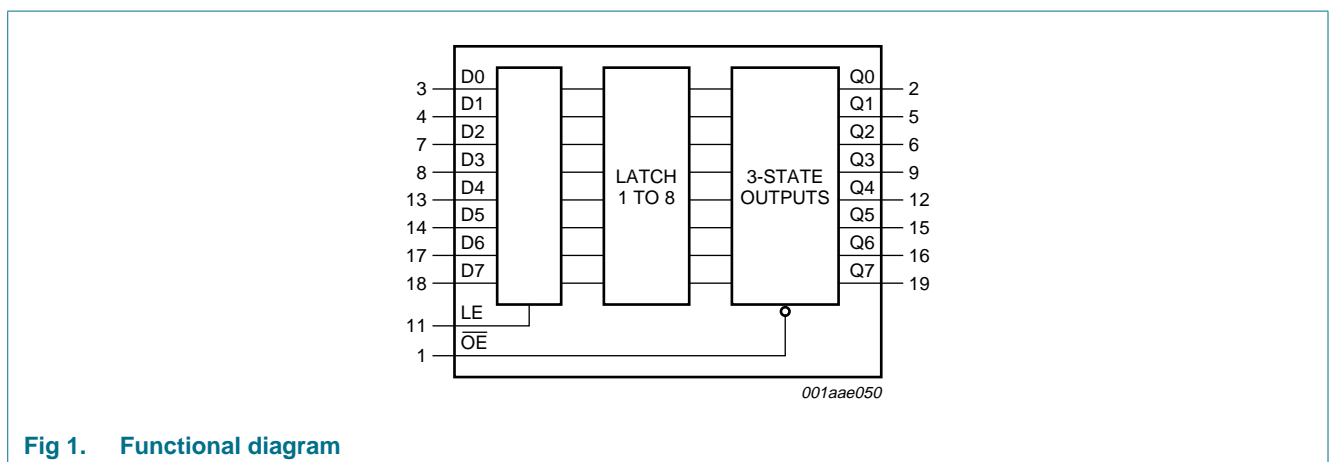 3 D0 Q0 2
4 D1 Q1 5
7 D2 Q2 6
8 D3 Q3 9
13 D4 LATCH 1 TO 8 3-STATE OUTPUTS Q4 12
14 D5 Q5 15
17 D6 Q6 16
18 D7 Q7 19
11 LE
1 O̅E̅
001aae050
Fig 1. Functional diagram